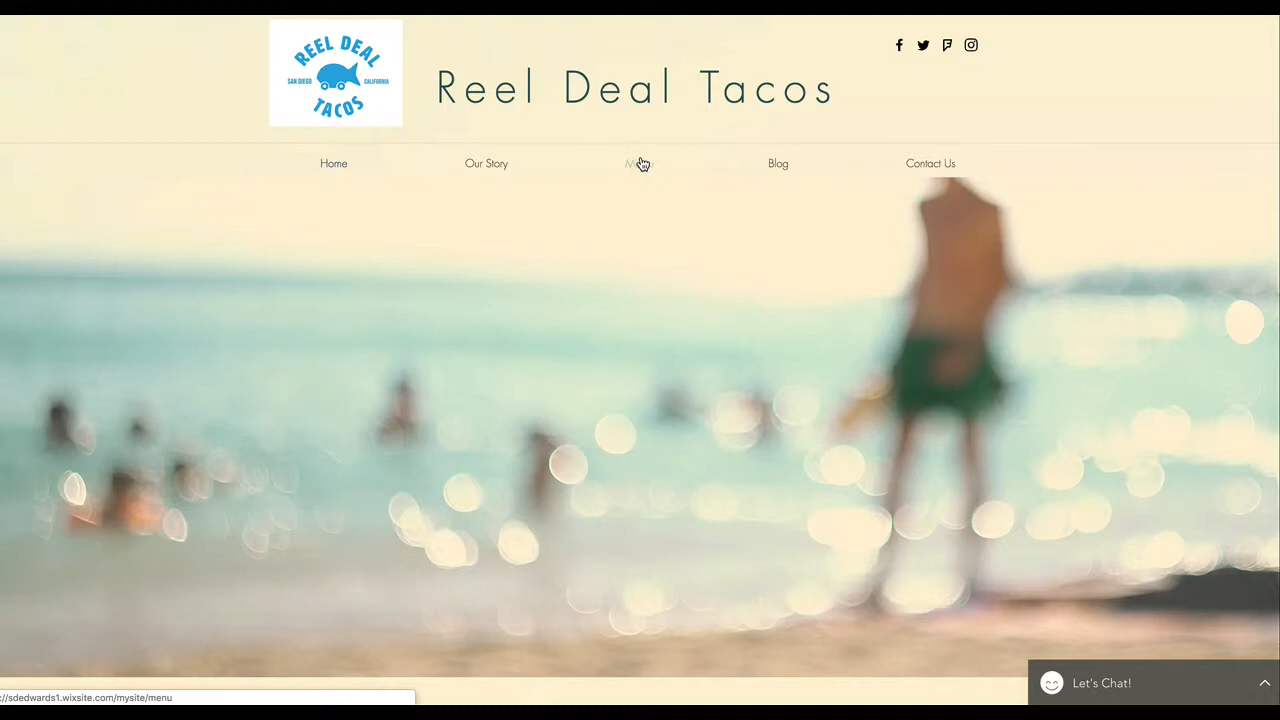 REEL DEAL
SAN DIEGO CALIFORNIA
TACOS
Reel Deal Tacos
Home Our Story Menu Blog Contact Us
Let's Chat!
://sdedwards1.wixsite.com/mysite/menu